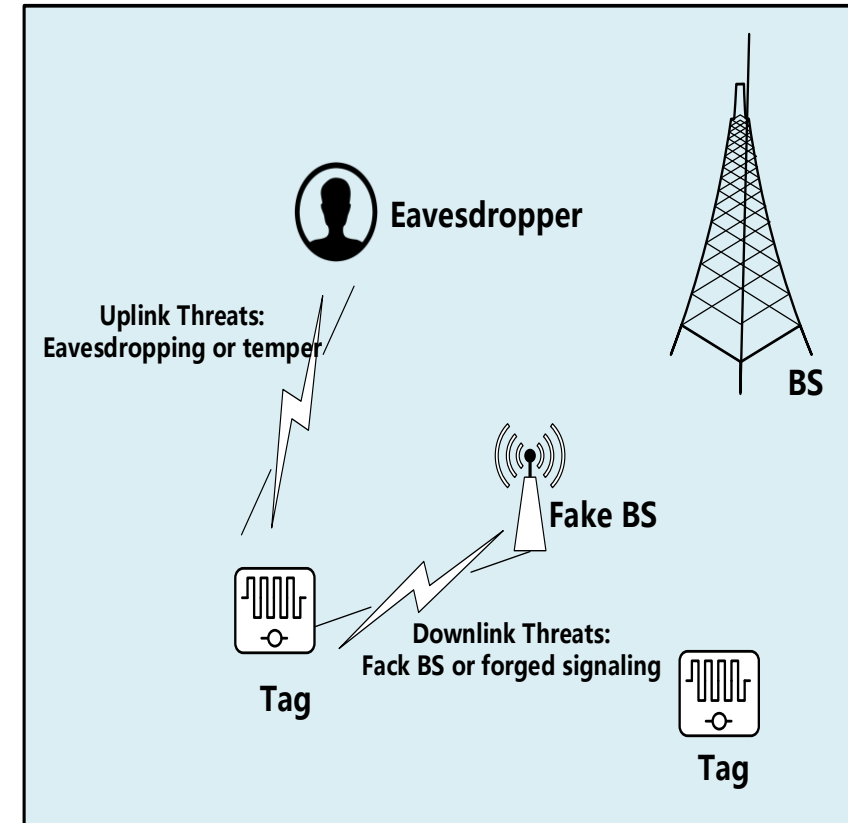 Eavesdropper
Uplink Threats:
Eavesdropping or temper
BS
Fake BS
Downlink Threats:
Fack BS or forged signaling
Tag
Tag